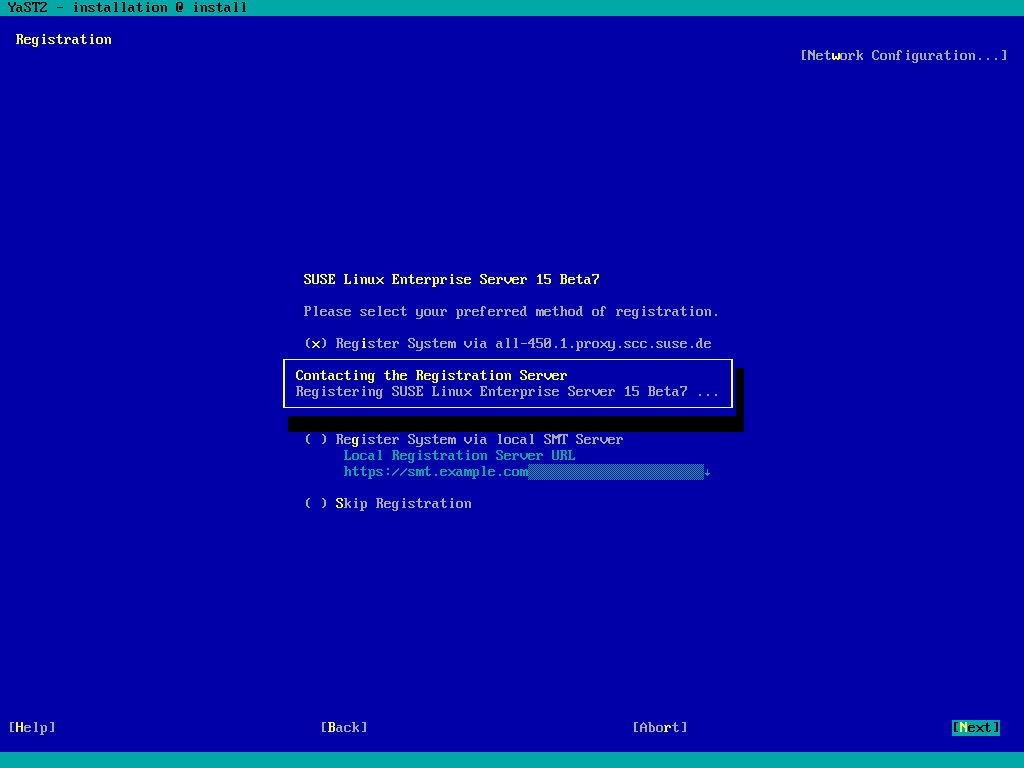 YaST2 - installation @ install
Registration
[Network Configuration...]
SUSE Linux Enterprise Server 15 Beta7
Please select your preferred method of registration.
(x) Register System via all-450.1.proxy.scc.suse.de
Contacting the Registration Server
Registering SUSE Linux Enterprise Server 15 Beta7 ...
( ) Register System via local SMT Server
Local Registration Server URL
https://smt.example.com↓
( ) Skip Registration
[Help] [Back] [Abort] [Next]